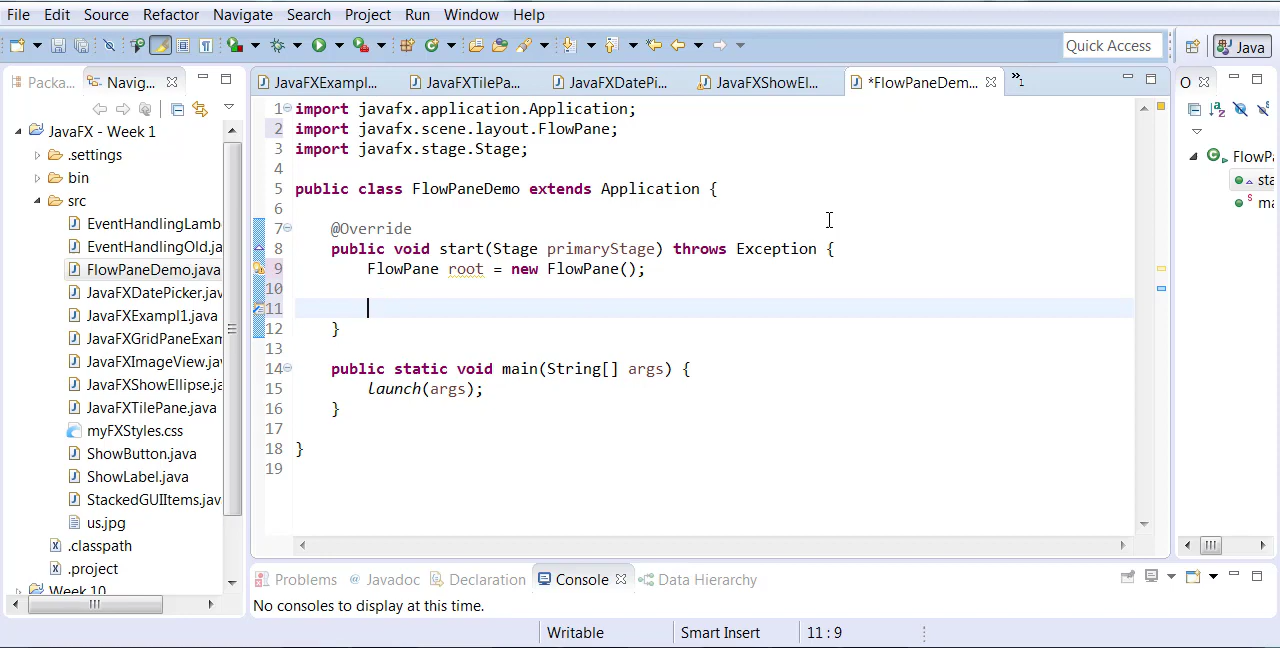 File Edit Source Refactor Navigate Search Project Run Window Help
Quick Access
Java
Packa...
Navig...
JavaFXExampl...
JavaFXTilePa...
JavaFXDatePi...
JavaFXShowEl...
*FlowPaneDem...
»1
O
JavaFX - Week 1
.settings
bin
src
EventHandlingLamb
EventHandlingOld.ja
FlowPaneDemo.java
JavaFXDatePicker.jav
JavaFXExampl1.java
JavaFXGridPaneExam
JavaFXImageView.jav
JavaFXShowEllipse.ja
JavaFXTilePane.java
myFXStyles.css
ShowButton.java
ShowLabel.java
StackedGUIItems.jav
us.jpg
.classpath
.project
Week 10
1 import javafx.application.Application;
2 import javafx.scene.layout.FlowPane;
3 import javafx.stage.Stage;
4
5 public class FlowPaneDemo extends Application {
6
7 @Override
8 public void start(Stage primaryStage) throws Exception {
9 FlowPane root = new FlowPane();
10
11
12 }
13
14 public static void main(String[] args) {
15 launch(args);
16 }
17
18 }
19
FlowPa
sta
ma
Problems @ Javadoc Declaration Console Data Hierarchy
No consoles to display at this time.
Writable Smart Insert 11 : 9